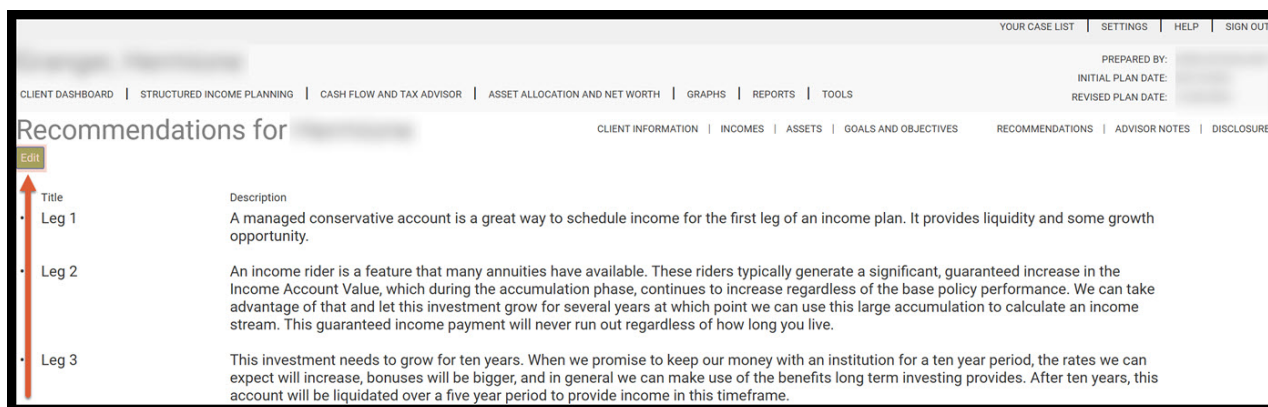 YOUR CASE LIST | SETTINGS | HELP | SIGN OUT
PREPARED BY:
INITIAL PLAN DATE:
CLIENT DASHBOARD | STRUCTURED INCOME PLANNING | CASH FLOW AND TAX ADVISOR | ASSET ALLOCATION AND NET WORTH | GRAPHS | REPORTS | TOOLS
REVISED PLAN DATE:
Recommendations for
CLIENT INFORMATION | INCOMES | ASSETS | GOALS AND OBJECTIVES RECOMMENDATIONS | ADVISOR NOTES | DISCLOSURE
Edit
Title Description
• Leg 1 A managed conservative account is a great way to schedule income for the first leg of an income plan. It provides liquidity and some growth
opportunity.
• Leg 2 An income rider is a feature that many annuities have available. These riders typically generate a significant, guaranteed increase in the
Income Account Value, which during the accumulation phase, continues to increase regardless of the base policy performance. We can take
advantage of that and let this investment grow for several years at which point we can use this large accumulation to calculate an income
stream. This guaranteed income payment will never run out regardless of how long you live.
• Leg 3 This investment needs to grow for ten years. When we promise to keep our money with an institution for a ten year period, the rates we can
expect will increase, bonuses will be bigger, and in general we can make use of the benefits long term investing provides. After ten years, this
account will be liquidated over a five year period to provide income in this timeframe.